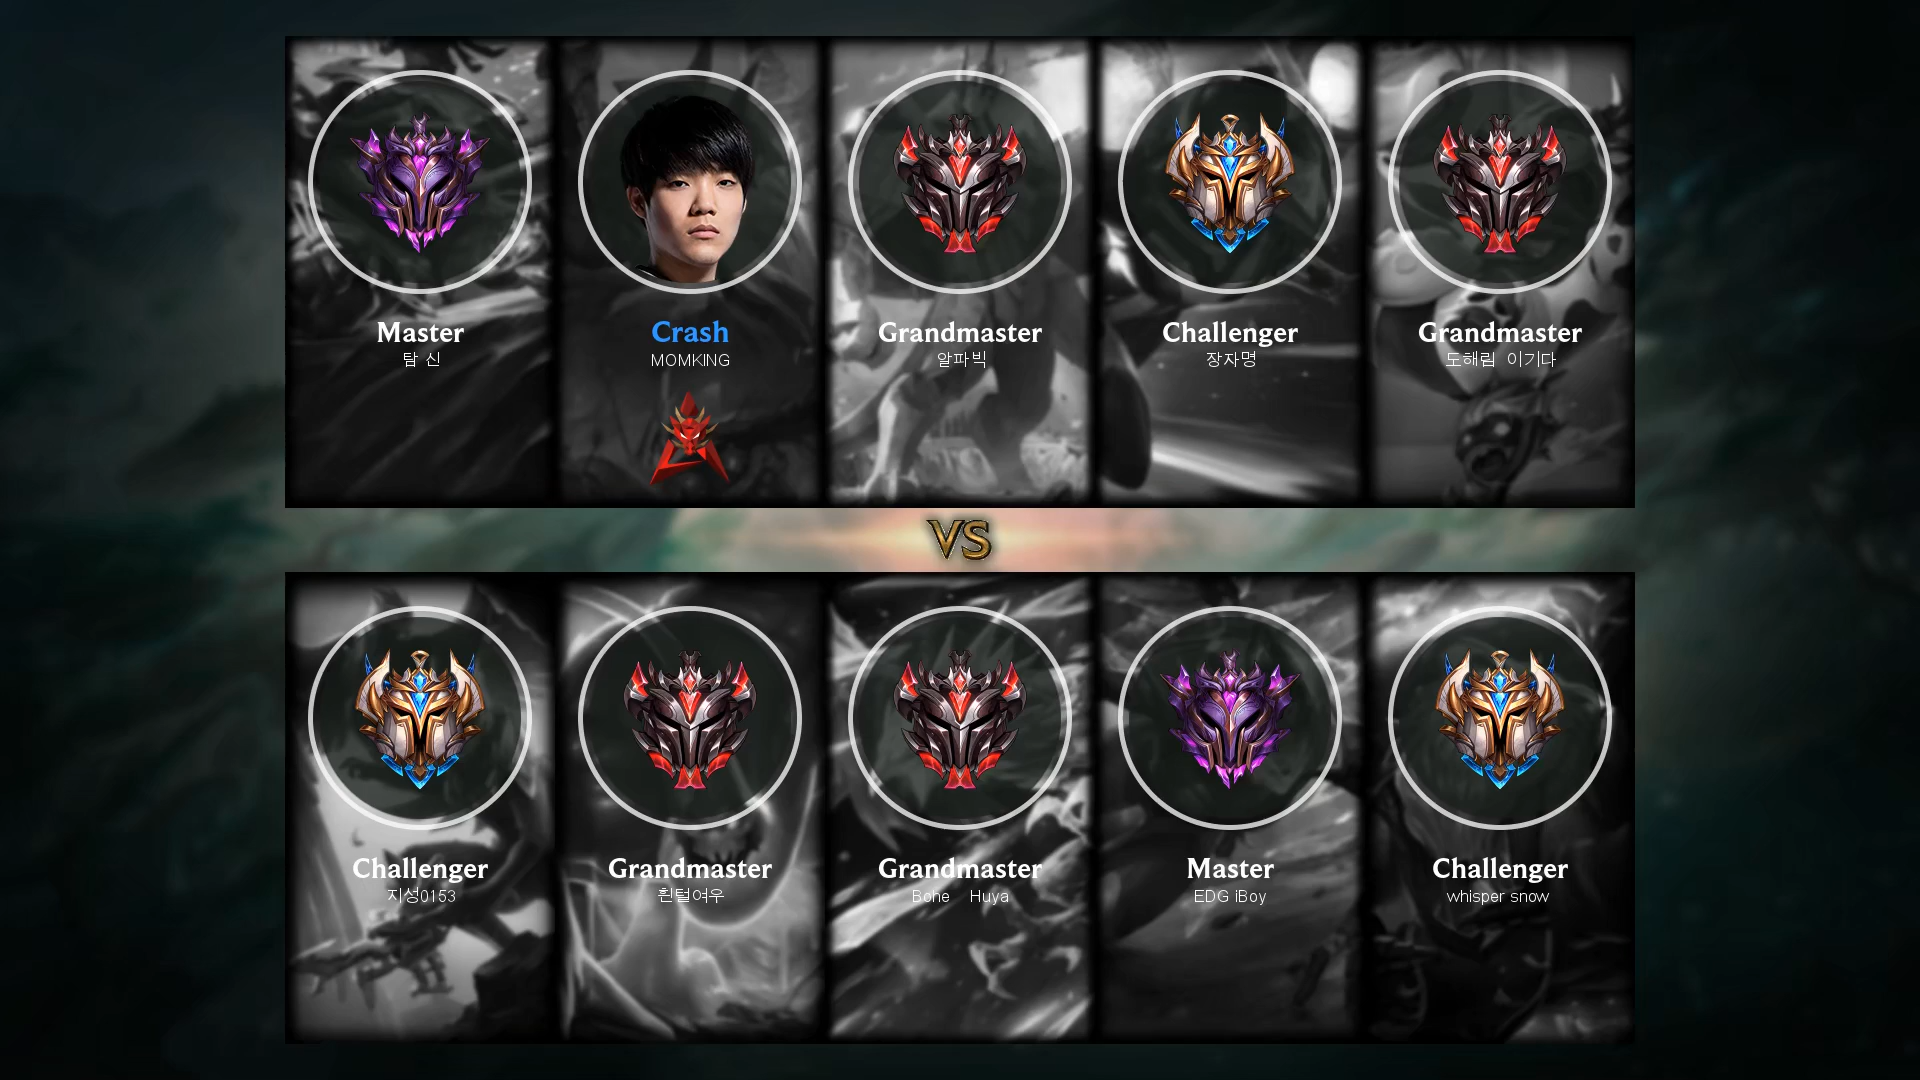 Master
탑 신
Crash
MOMKING
Grandmaster
알파빅
Challenger
장자명
Grandmaster
도해림 이기다
VS
Challenger
지성0153
Grandmaster
흰털여우
Grandmaster
Bohe Huya
Master
EDG iBoy
Challenger
whisper snow